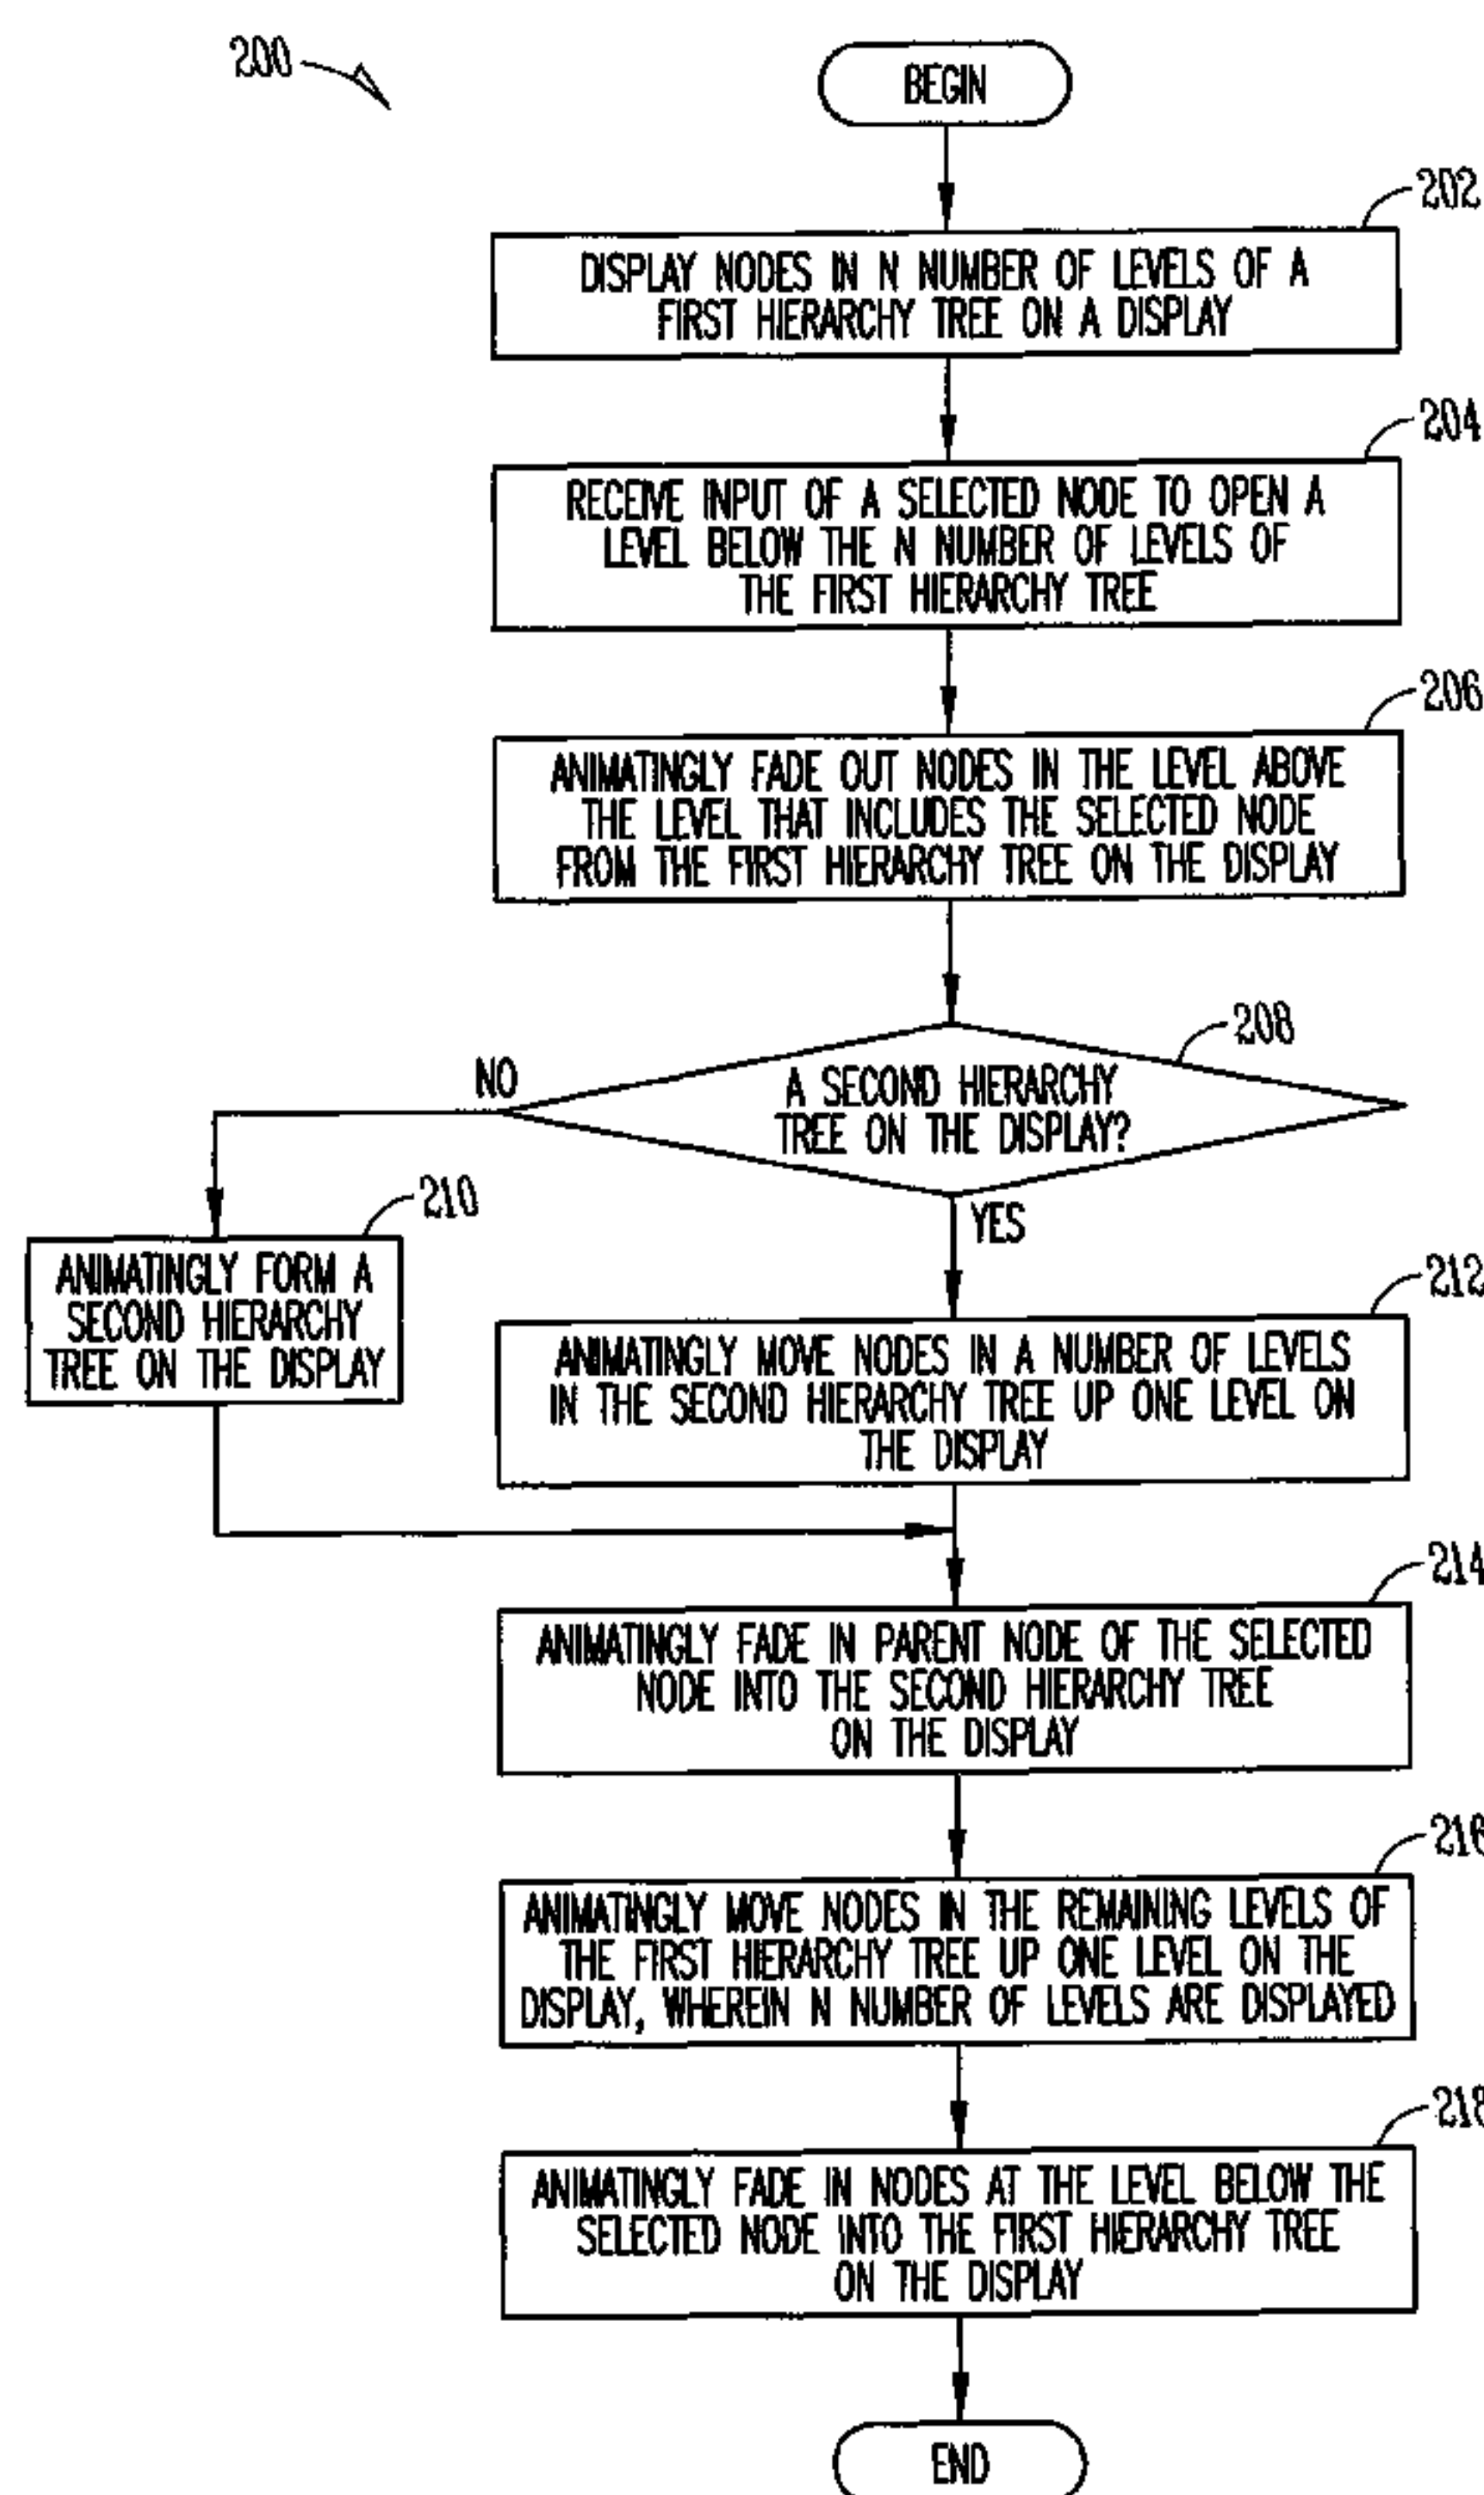 200
BEGIN
202
DISPLAY NODES IN N NUMBER OF LEVELS OF A
FIRST HIERARCHY TREE ON A DISPLAY
204
RECEIVE INPUT OF A SELECTED NODE TO OPEN A
LEVEL BELOW THE N NUMBER OF LEVELS OF
THE FIRST HIERARCHY TREE
206
ANIMATINGLY FADE OUT NODES IN THE LEVEL ABOVE
THE LEVEL THAT INCLUDES THE SELECTED NODE
FROM THE FIRST HIERARCHY TREE ON THE DISPLAY
208
A SECOND HIERARCHY
TREE ON THE DISPLAY?
NO
YES
210
ANIMATINGLY FORM A
SECOND HIERARCHY
TREE ON THE DISPLAY
212
ANIMATINGLY MOVE NODES IN A NUMBER OF LEVELS
IN THE SECOND HIERARCHY TREE UP ONE LEVEL ON
THE DISPLAY
214
ANIMATINGLY FADE IN PARENT NODE OF THE SELECTED
NODE INTO THE SECOND HIERARCHY TREE
ON THE DISPLAY
216
ANIMATINGLY MOVE NODES IN THE REMAINING LEVELS OF
THE FIRST HIERARCHY TREE UP ONE LEVEL ON THE
DISPLAY, WHEREIN N NUMBER OF LEVELS ARE DISPLAYED
218
ANIMATINGLY FADE IN NODES AT THE LEVEL BELOW THE
SELECTED NODE INTO THE FIRST HIERARCHY TREE
ON THE DISPLAY
END